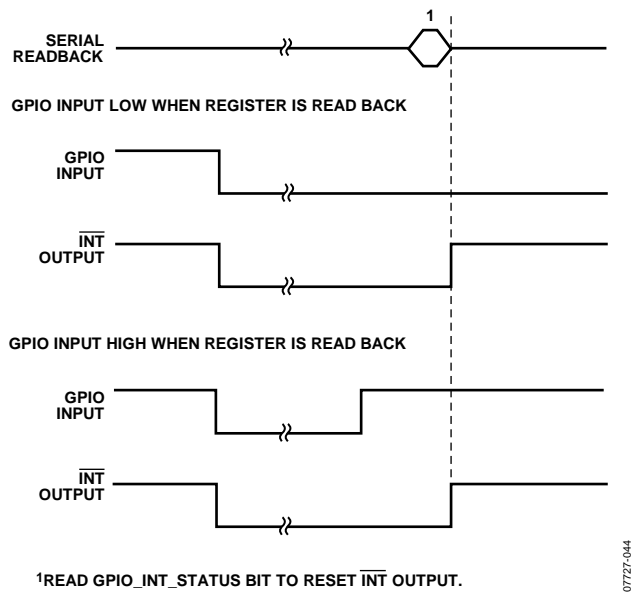 1
SERIAL
READBACK
GPIO INPUT LOW WHEN REGISTER IS READ BACK
GPIO
INPUT
INT
OUTPUT
GPIO INPUT HIGH WHEN REGISTER IS READ BACK
GPIO
INPUT
INT
OUTPUT
1READ GPIO_INT_STATUS BIT TO RESET INT OUTPUT.
07727-044